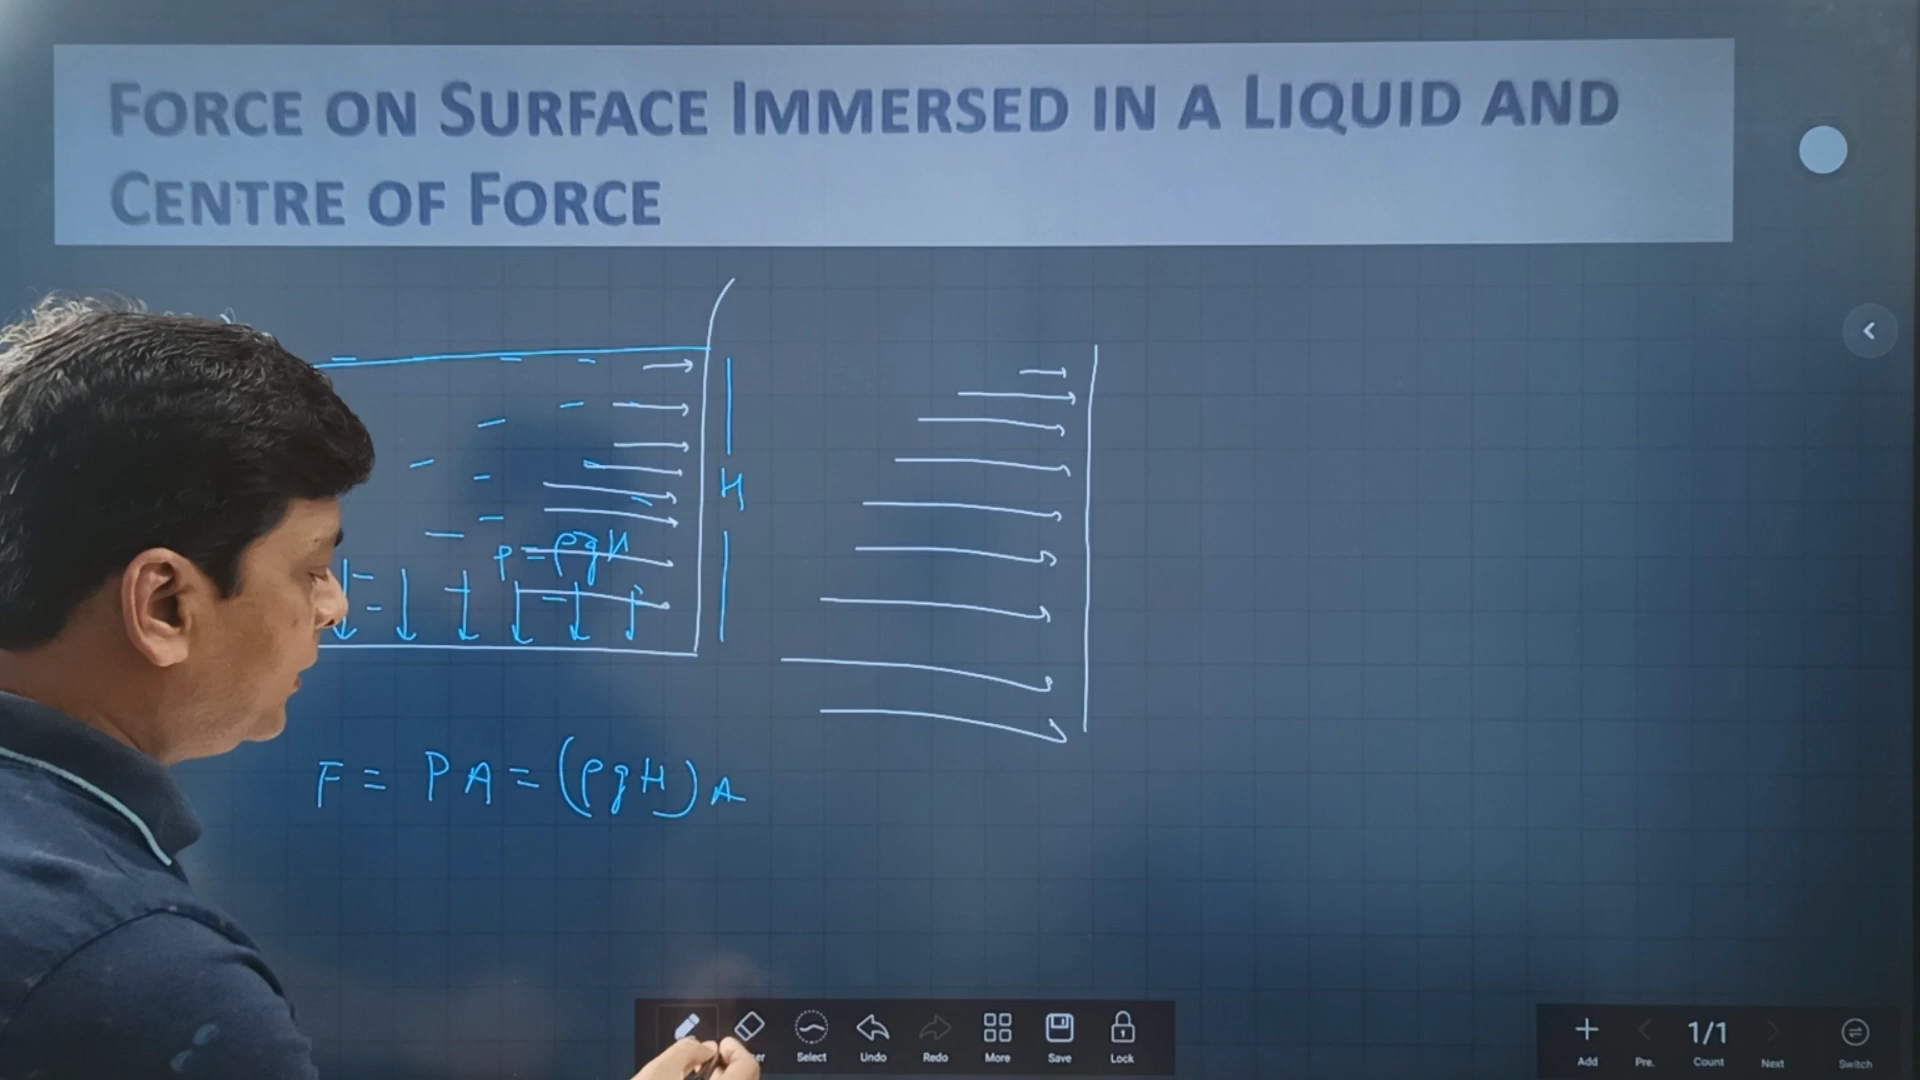 FORCE ON SURFACE IMMERSED IN A LIQUID AND
CENTRE OF FORCE
H
P = ρgH
F = PA = (ρgH)A
Select
Undo
Redo
More
Save
Lock
Add
Pre.
1/1
Count
Next
Switch